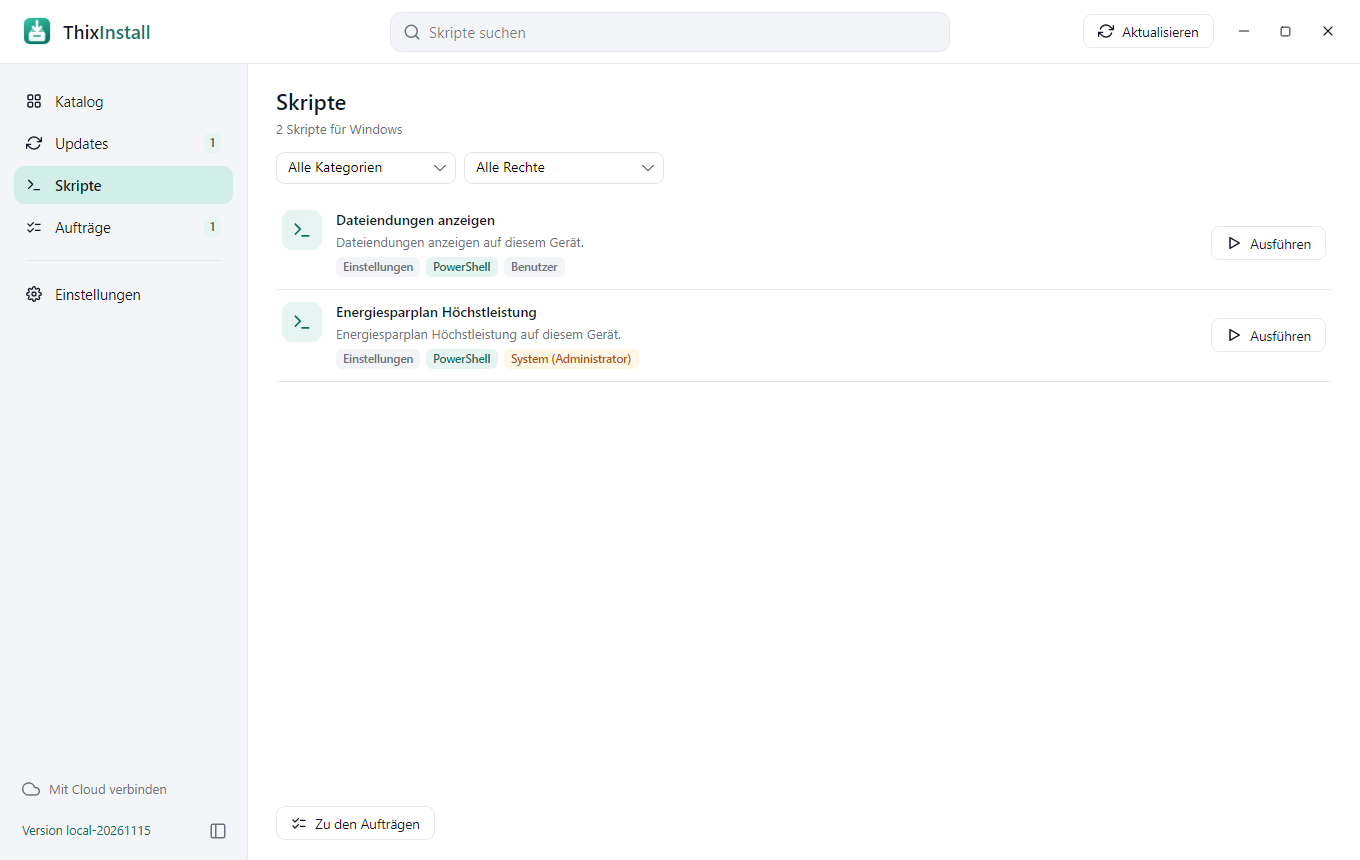 ThixInstall
Skripte suchen
Aktualisieren
Katalog
Updates 1
Skripte
Aufträge 1
Einstellungen
Mit Cloud verbinden
Version local-20261115
Skripte
2 Skripte für Windows
Alle Kategorien
Alle Rechte
Dateiendungen anzeigen
Dateiendungen anzeigen auf diesem Gerät.
Einstellungen PowerShell Benutzer
Ausführen
Energiesparplan Höchstleistung
Energiesparplan Höchstleistung auf diesem Gerät.
Einstellungen PowerShell System (Administrator)
Ausführen
Zu den Aufträgen